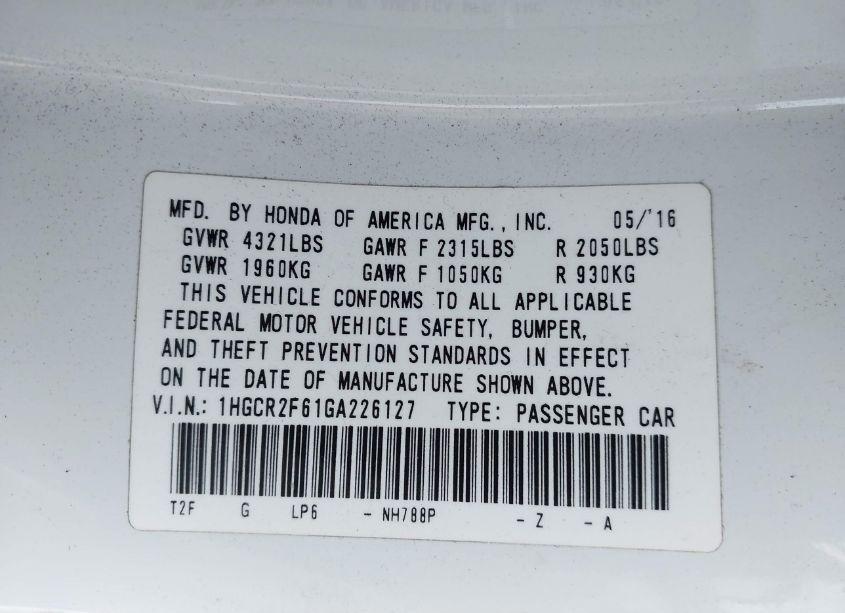 MFD. BY HONDA OF AMERICA MFG., INC. 05/'16
GVWR 4321LBS GAWR F 2315LBS R 2050LBS
GVWR 1960KG GAWR F 1050KG R 930KG
THIS VEHICLE CONFORMS TO ALL APPLICABLE
FEDERAL MOTOR VEHICLE SAFETY, BUMPER,
AND THEFT PREVENTION STANDARDS IN EFFECT
ON THE DATE OF MANUFACTURE SHOWN ABOVE.
V.I.N.: 1HGCR2F61GA226127 TYPE: PASSENGER CAR
T2F G LP6 - NH788P - Z - A